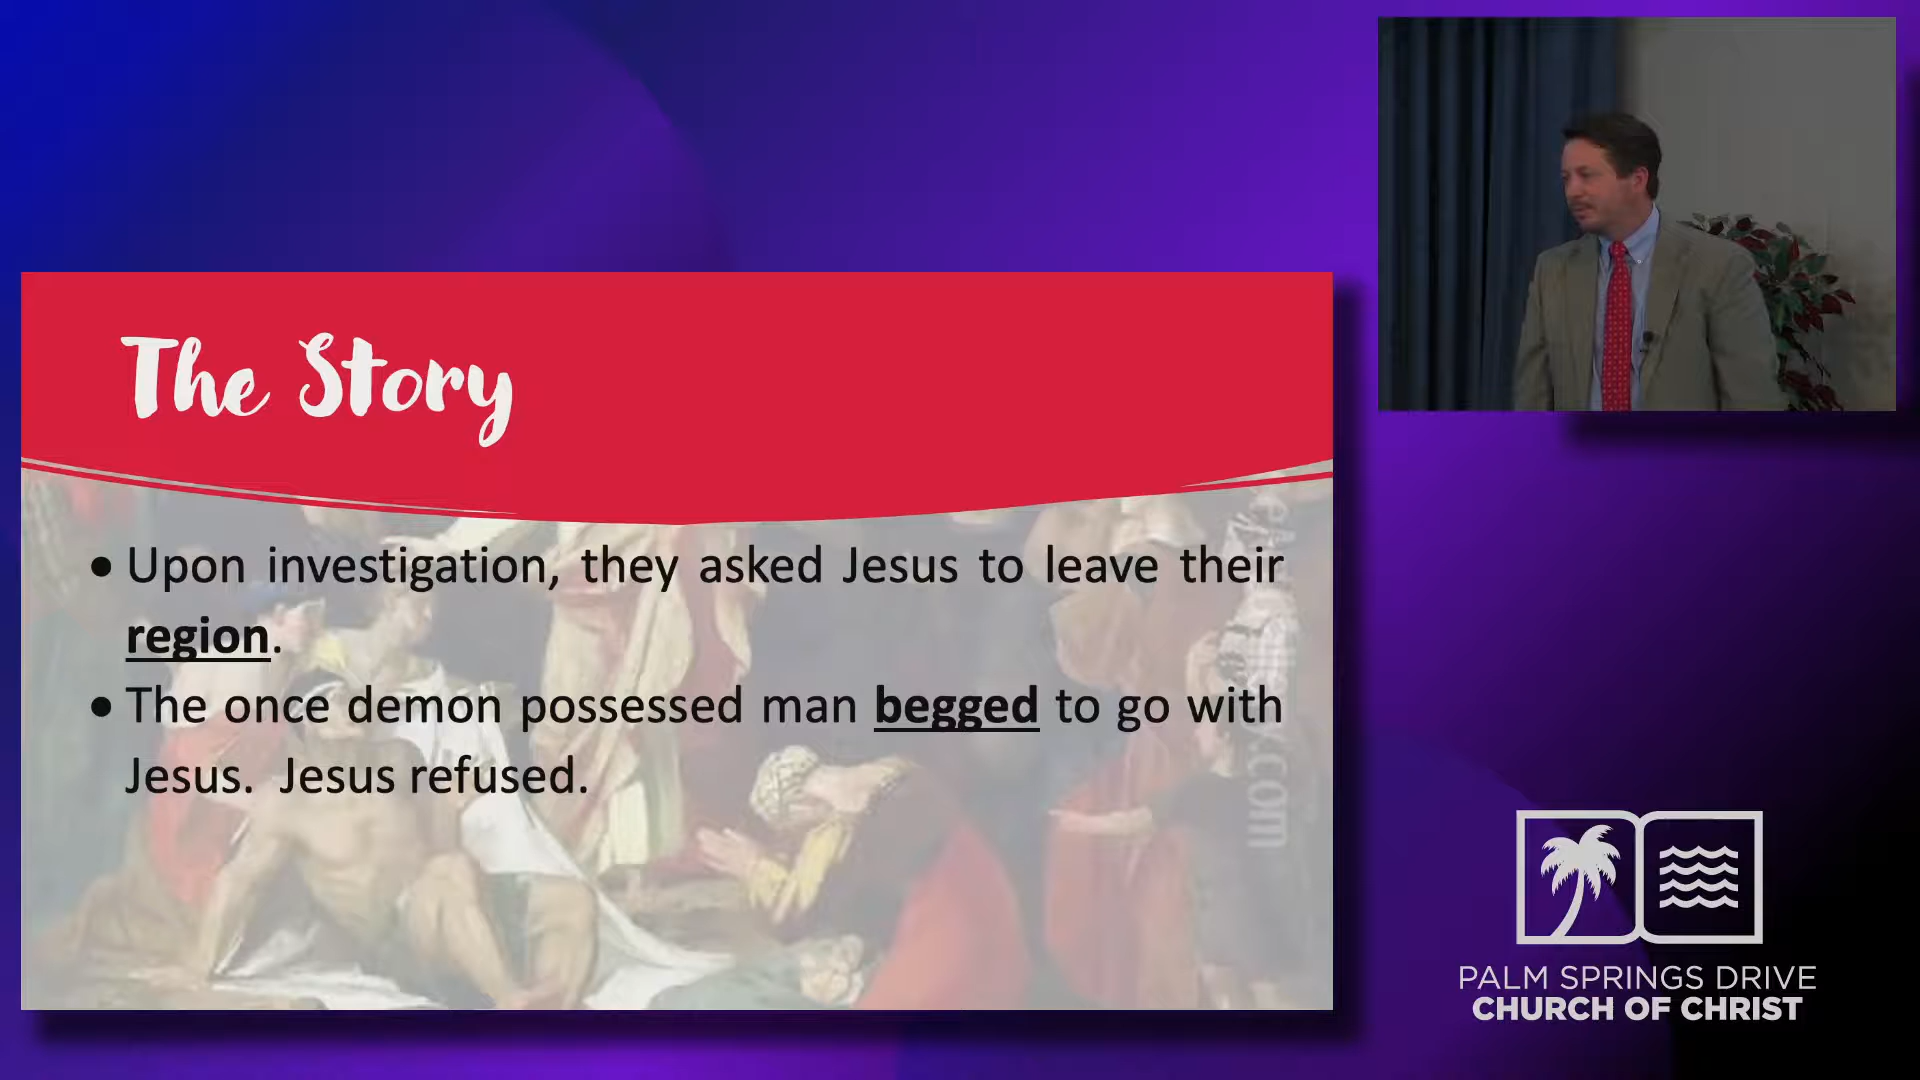 The Story
• Upon investigation, they asked Jesus to leave their
region.
• The once demon possessed man begged to go with
Jesus. Jesus refused.
PALM SPRINGS DRIVE
CHURCH OF CHRIST